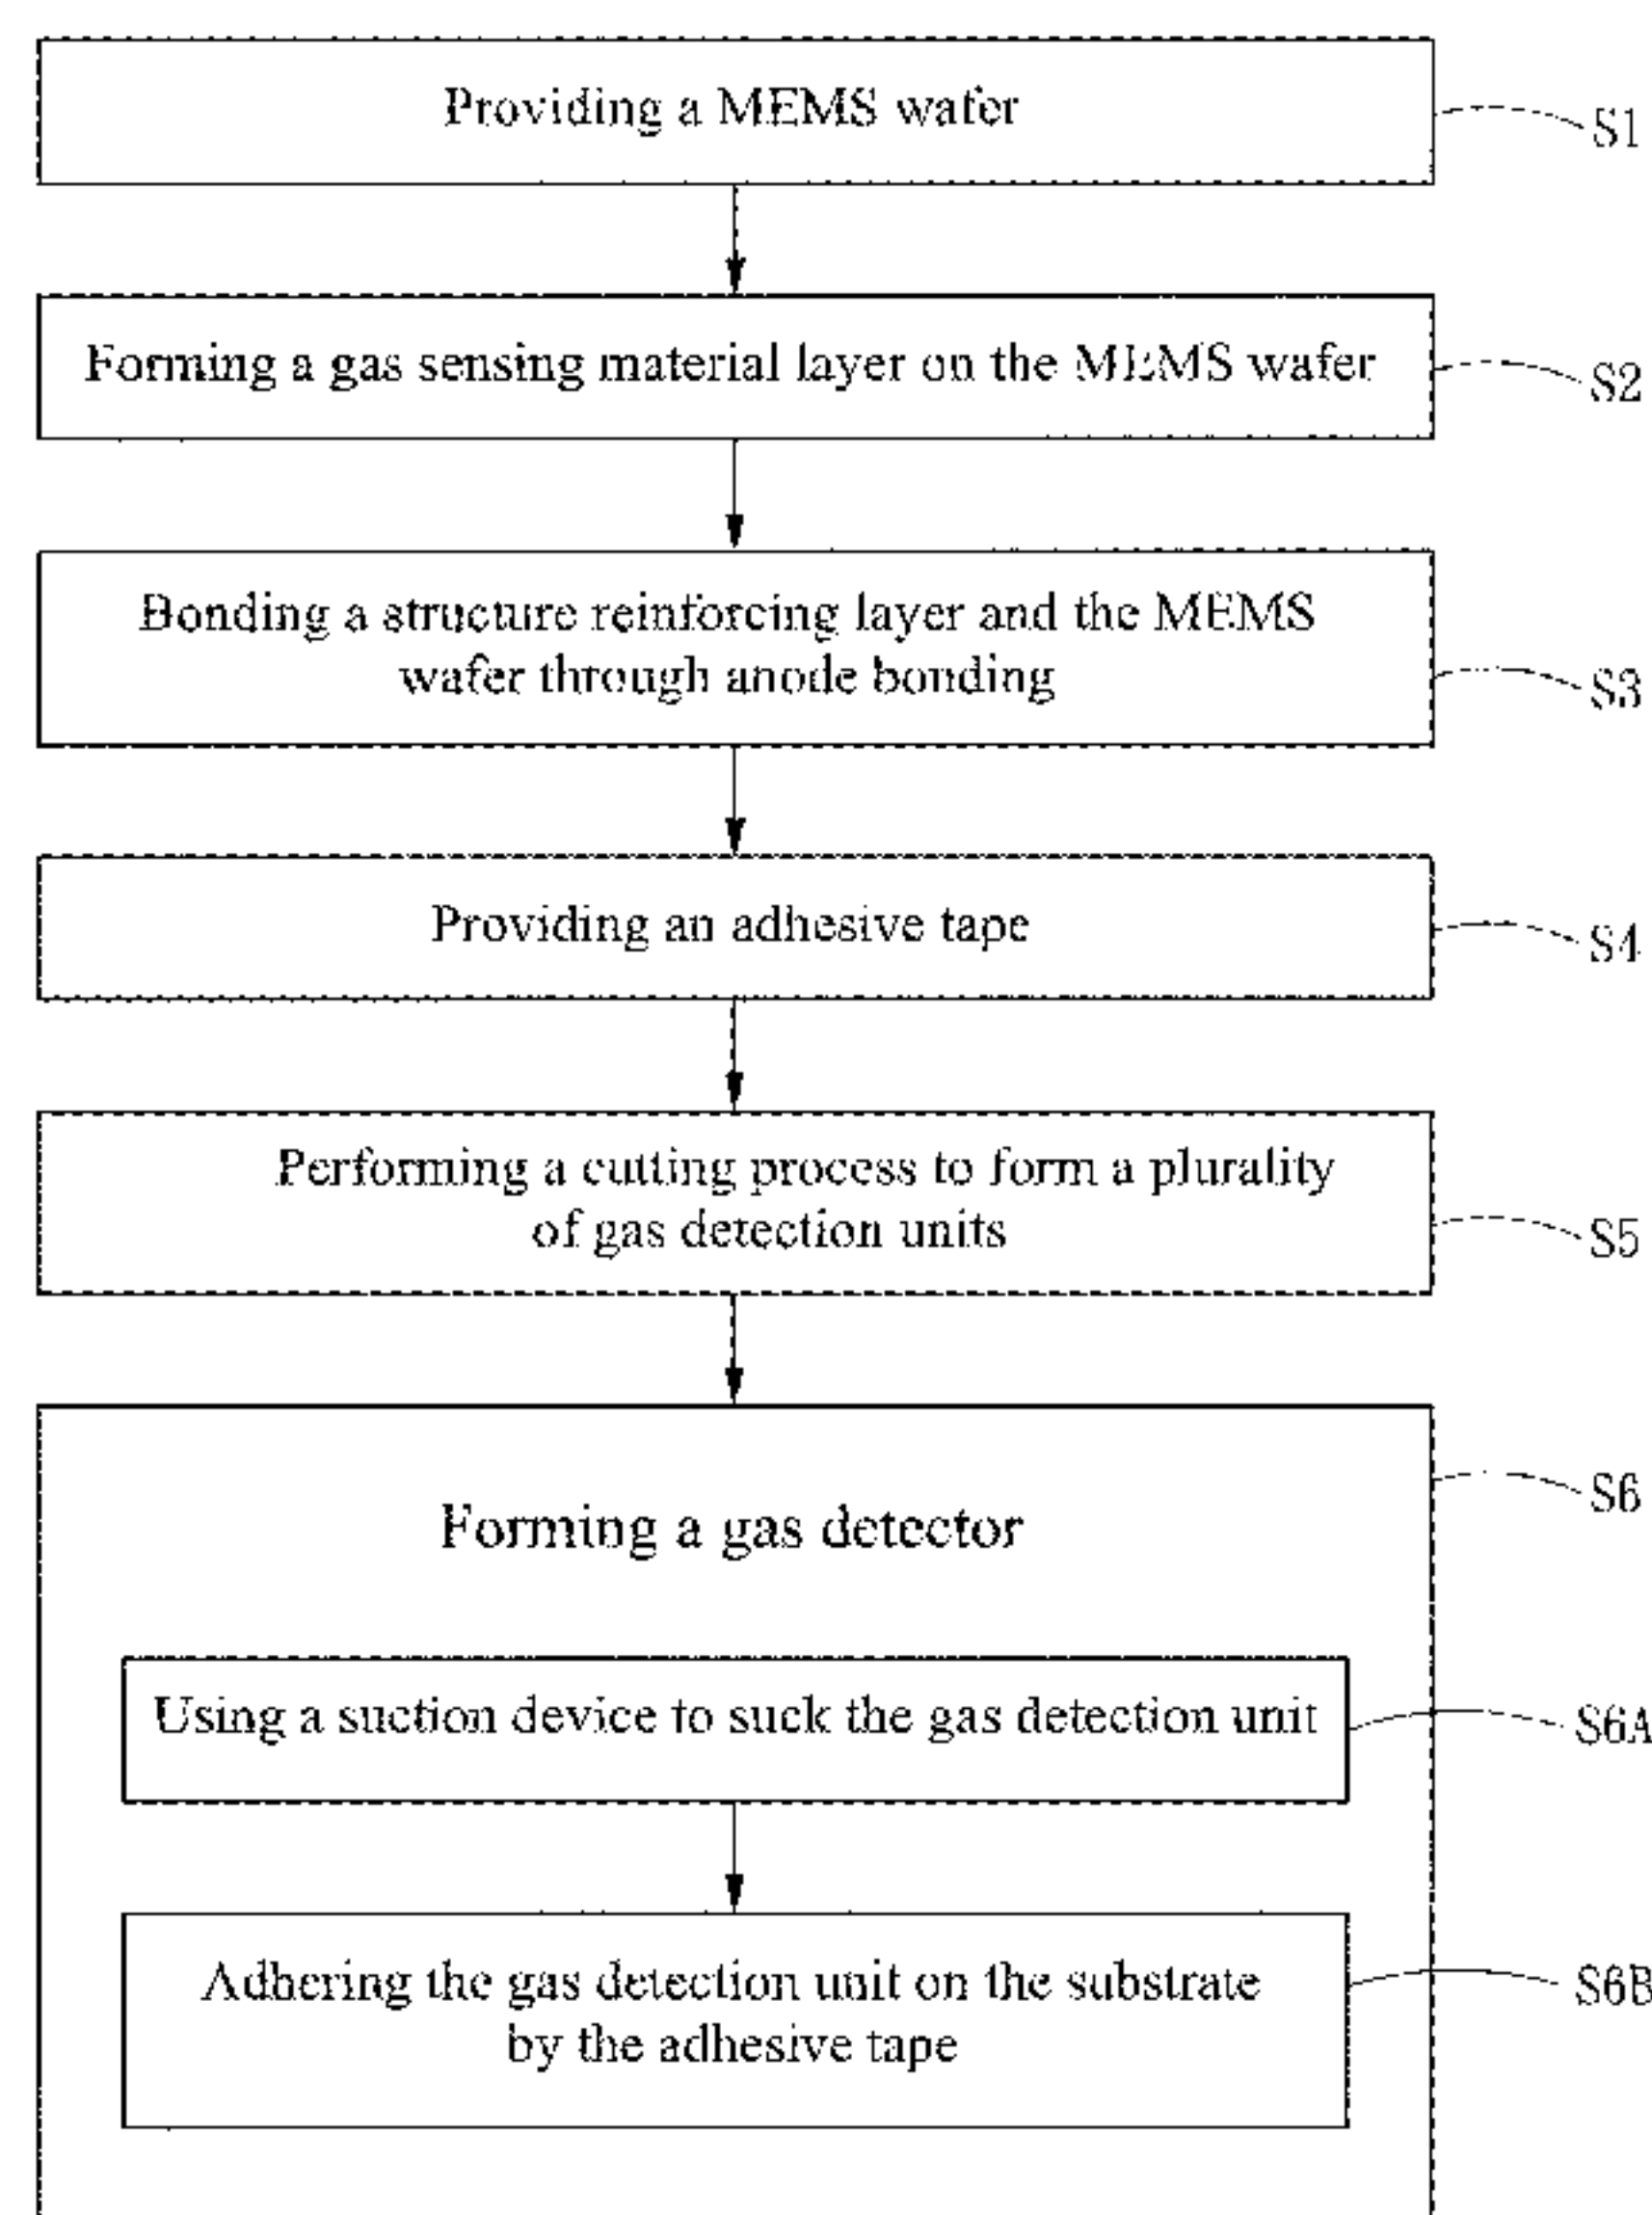 Providing a MEMS wafer
S1
Forming a gas sensing material layer on the MEMS wafer
S2
Bonding a structure reinforcing layer and the MEMS
wafer through anode bonding
S3
Providing an adhesive tape
S4
Performing a cutting process to form a plurality
of gas detection units
S5
Forming a gas detector
S6
Using a suction device to suck the gas detection unit
S6A
Adhering the gas detection unit on the substrate
by the adhesive tape
S6B